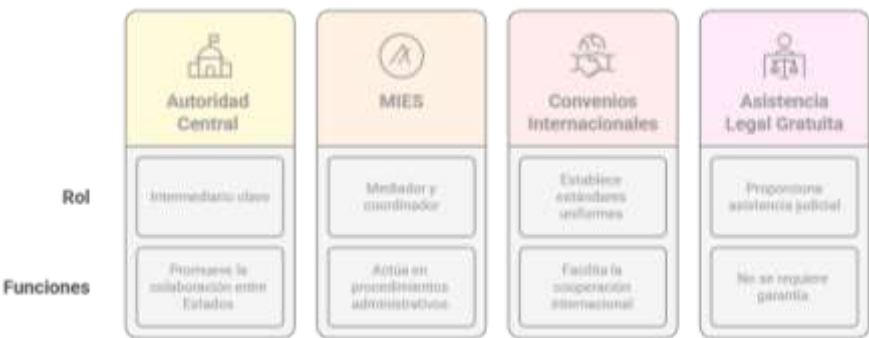 Autoridad
Central
MIES
Convenios
Internacionales
Asistencia
Legal Gratuita
Rol
Intermediario clave
Mediador y
coordinador
Establece
estándares
uniformes
Proporciona
asistencia judicial
Funciones
Promueve la
colaboración entre
Estados
Actúa en
procedimientos
administrativos
Facilita la
cooperación
internacional
No se requiere
garantía